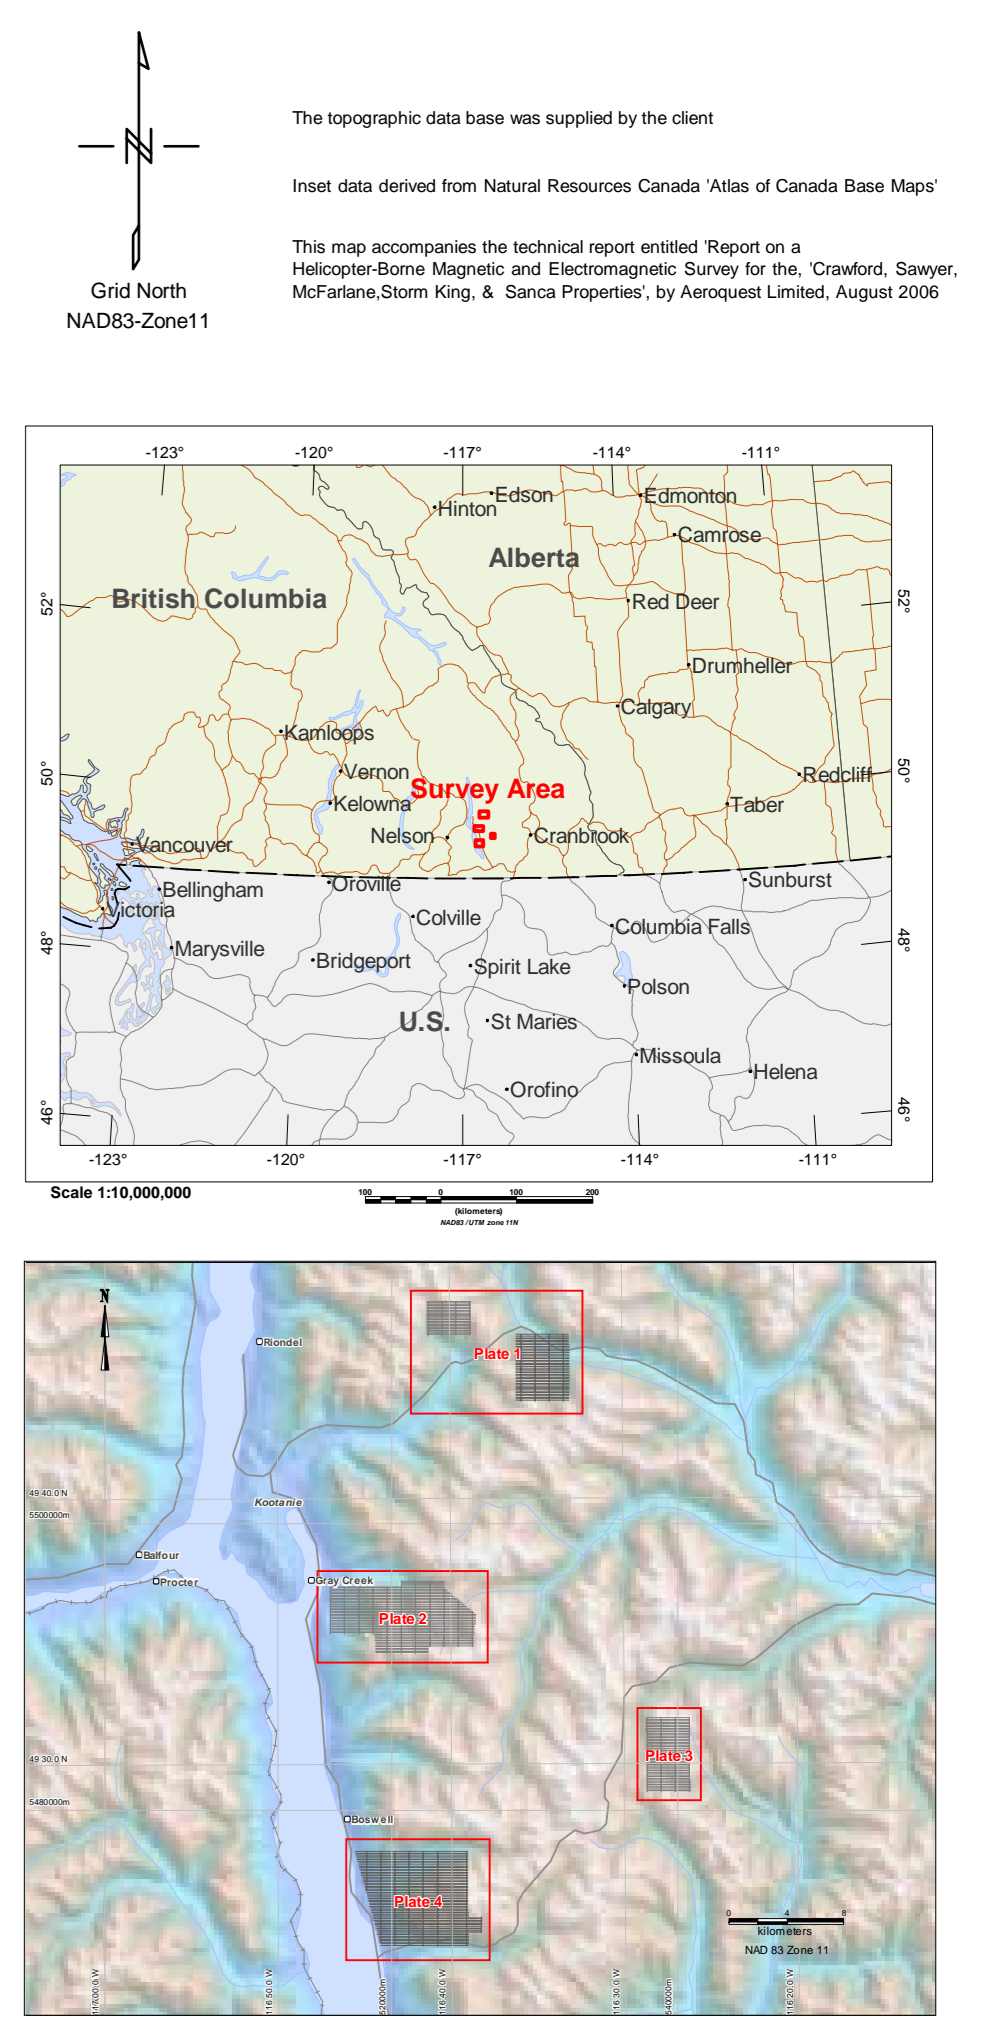 N
Grid North
NAD83-Zone11
The topographic data base was supplied by the client
Inset data derived from Natural Resources Canada 'Atlas of Canada Base Maps'
This map accompanies the technical report entitled 'Report on a
Helicopter-Borne Magnetic and Electromagnetic Survey for the, 'Crawford, Sawyer,
McFarlane,Storm King, & Sanca Properties', by Aeroquest Limited, August 2006
-123° -120° -117° -114° -111°
Edson
Hinton
Edmonton
Camrose
Alberta
British Columbia
52°
Red Deer
52°
Drumheller
Calgary
Kamloops
Vernon
50°
Redcliff
50°
Survey Area
Kelowna
Taber
Nelson
Cranbrook
Vancouver
Sunburst
Oroville
Bellingham
Victoria
Colville
Columbia Falls
48°
Marysville
48°
Bridgeport
Spirit Lake
Polson
U.S.
St Maries
Missoula
Helena
Orofino
46°
46°
-123° -120° -117° -114° -111°
Scale 1:10,000,000
100 0 100 200
(kilometers)
NAD83 / UTM zone 11N
N
Riondel
Plate 1
49 40.0 N
Kootanie
5500000m
Balfour
Procter
Gray Creek
Plate 2
Plate 3
49 30.0 N
5480000m
Boswell
Plate 4
0 4 8
kilometers
NAD 83 Zone 11
117 00.0 W
116 50.0 W
520000m
116 40.0 W
116 30.0 W
540000m
116 20.0 W